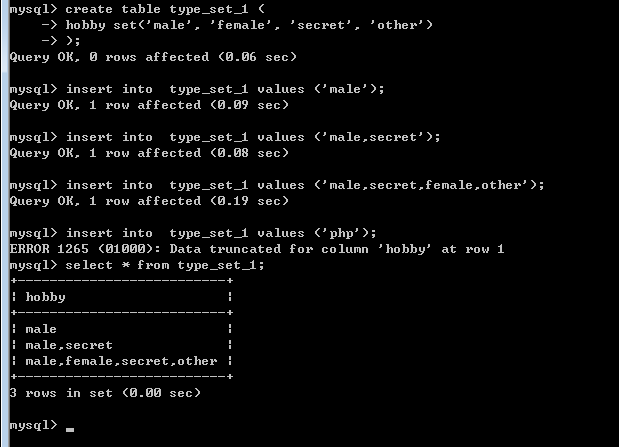 mysql> create table type_set_1 (
    -> hobby set('male', 'female', 'secret', 'other')
    -> );
Query OK, 0 rows affected (0.06 sec)

mysql> insert into  type_set_1 values ('male');
Query OK, 1 row affected (0.09 sec)

mysql> insert into  type_set_1 values ('male,secret');
Query OK, 1 row affected (0.08 sec)

mysql> insert into  type_set_1 values ('male,secret,female,other');
Query OK, 1 row affected (0.19 sec)

mysql> insert into  type_set_1 values ('php');
ERROR 1265 (01000): Data truncated for column 'hobby' at row 1
mysql> select * from type_set_1;
+--------------------------+
| hobby                    |
+--------------------------+
| male                     |
| male,secret              |
| male,female,secret,other |
+--------------------------+
3 rows in set (0.00 sec)

mysql> _